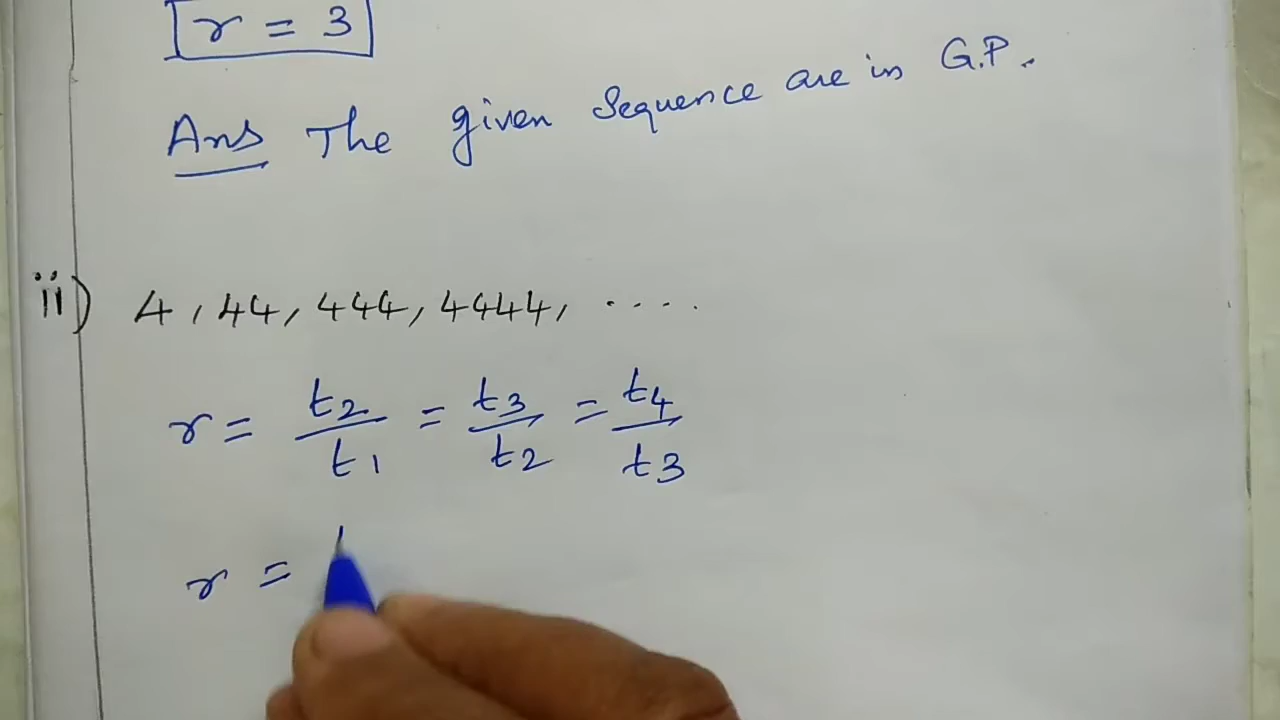 r = 3
Ans The given Sequence are in G.P.
ii) 4, 44, 444, 4444, ....
r = t2/t1 = t3/t2 = t4/t3
r =